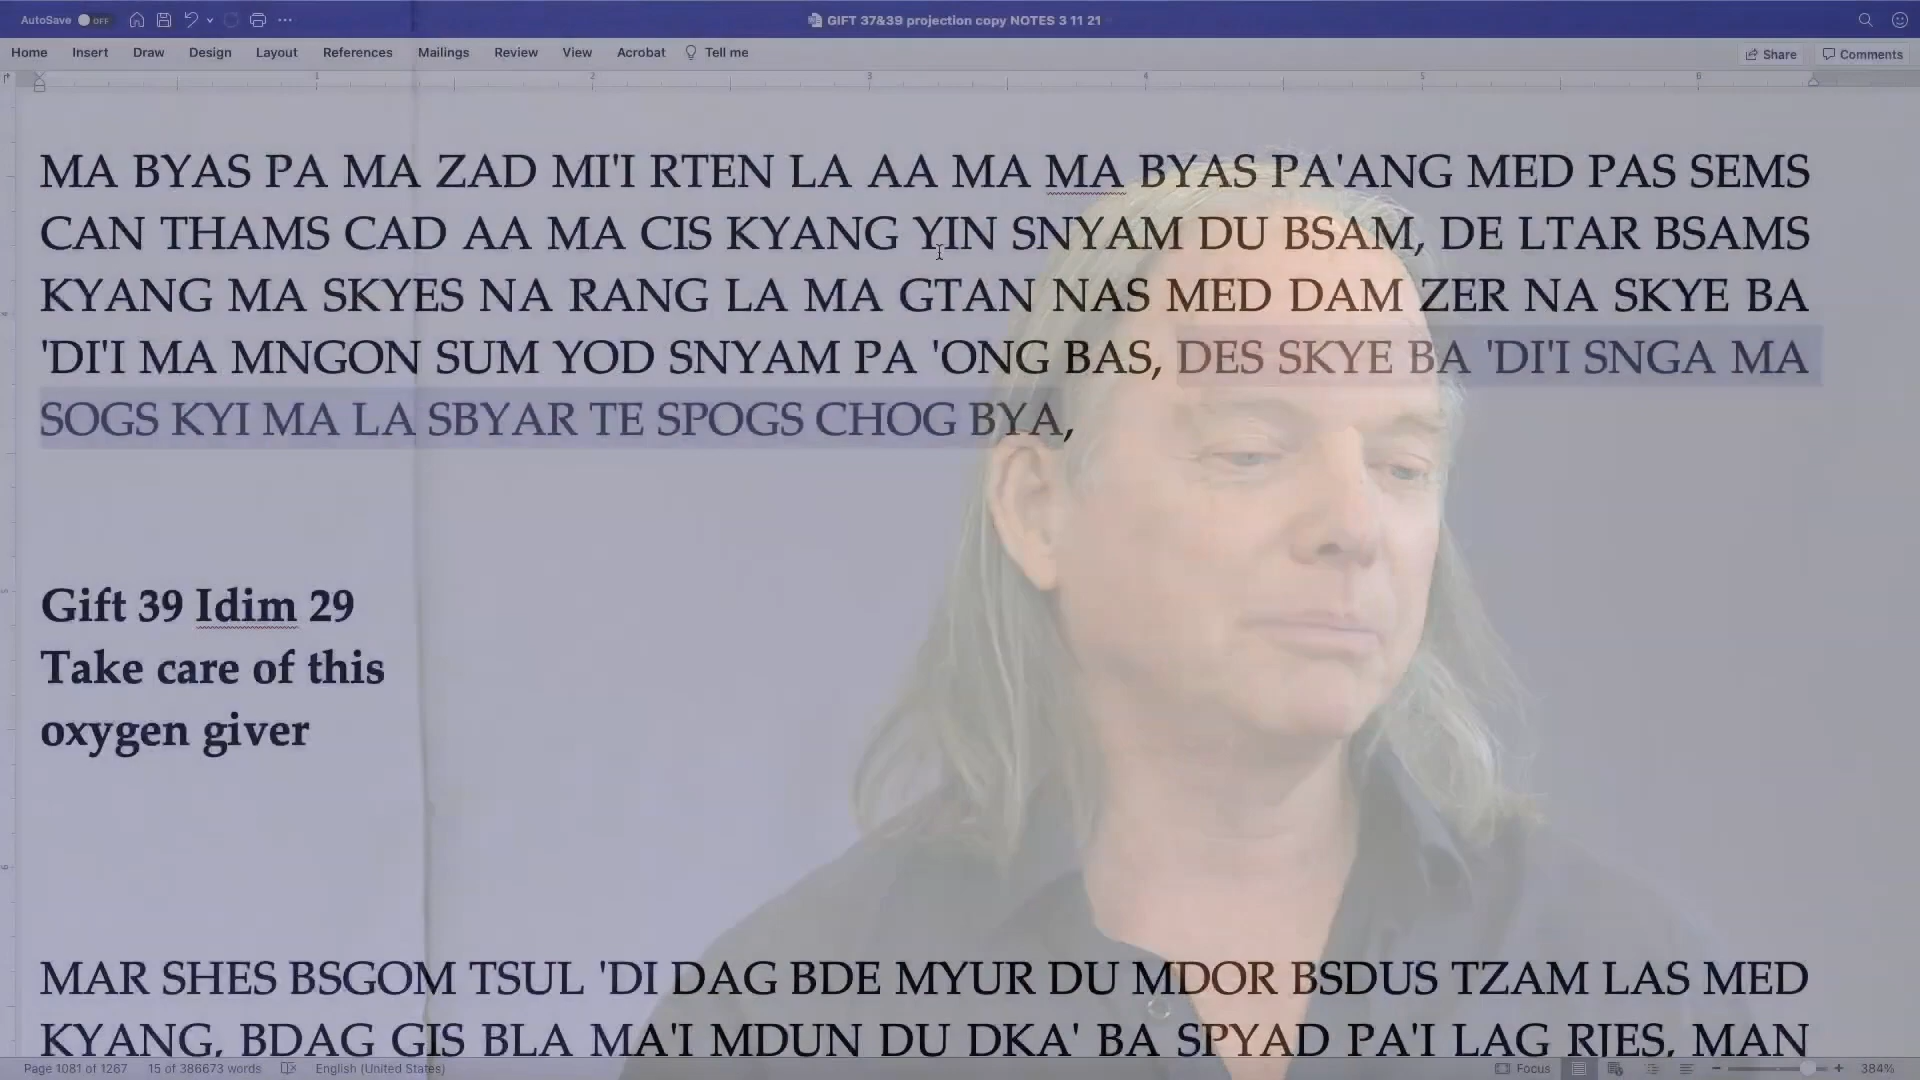 AutoSave OFF GIFT 37&39 projection copy NOTES 3 11 21
Home Insert Draw Design Layout References Mailings Review View Acrobat Tell me Share Comments
1 2 3 4 5 6
MA BYAS PA MA ZAD MI'I RTEN LA AA MA MA BYAS PA'ANG MED PAS SEMS
CAN THAMS CAD AA MA CIS KYANG YIN SNYAM DU BSAM, DE LTAR BSAMS
KYANG MA SKYES NA RANG LA MA GTAN NAS MED DAM ZER NA SKYE BA
'DI'I MA MNGON SUM YOD SNYAM PA 'ONG BAS, DES SKYE BA 'DI'I SNGA MA
SOGS KYI MA LA SBYAR TE SPOGS CHOG BYA,
Gift 39 Idim 29
Take care of this
oxygen giver
MAR SHES BSGOM TSUL 'DI DAG BDE MYUR DU MDOR BSDUS TZAM LAS MED
KYANG, BDAG GIS BLA MA'I MDUN DU DKA' BA SPYAD PA'I LAG RJES, MAN
Page 1081 of 1267 15 of 386673 words English (United States) Focus 384%